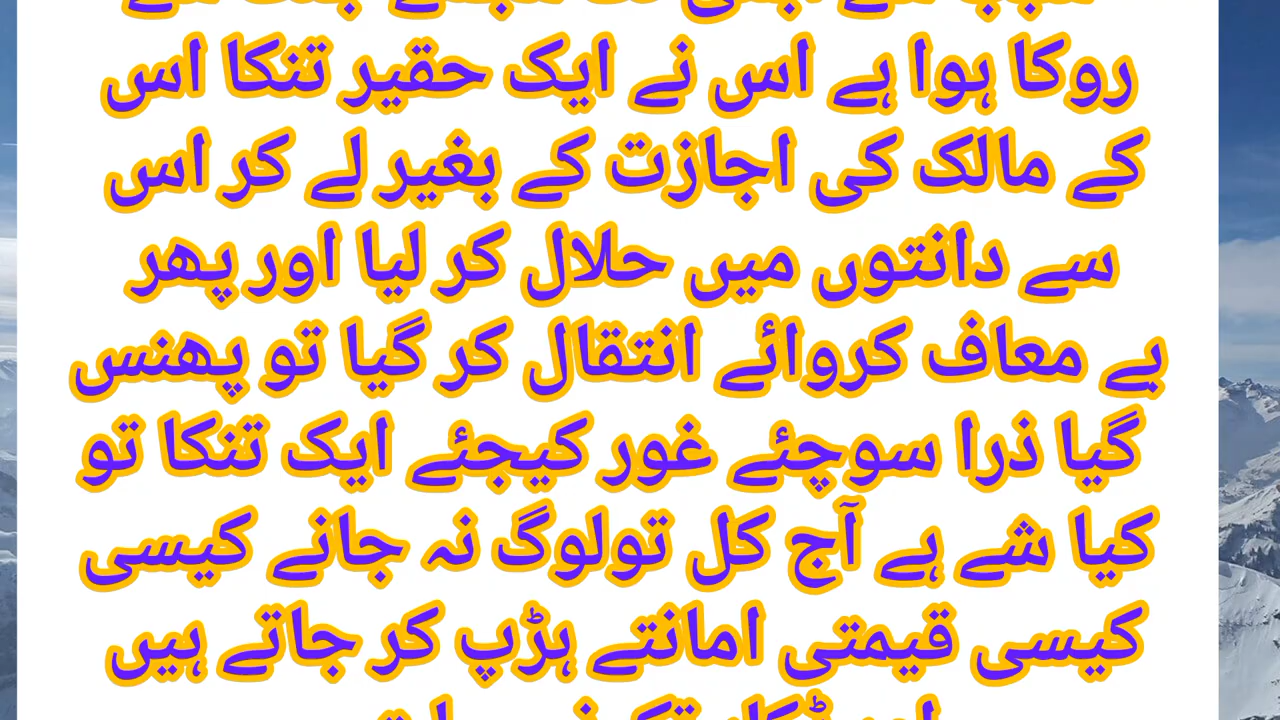 روکا ہوا ہے اس نے ایک حقیر تنکا اس
کے مالک کی اجازت کے بغیر لے کر اس
سے دانتوں میں حلال کر لیا اور پھر
بے معاف کروائے انتقال کر گیا تو پھنس
گیا ذرا سوچئے غور کیجئے ایک تنکا تو
کیا شے ہے آج کل تولوگ نہ جانے کیسی
کیسی قیمتی امانتے ہڑپ کر جاتے ہیں